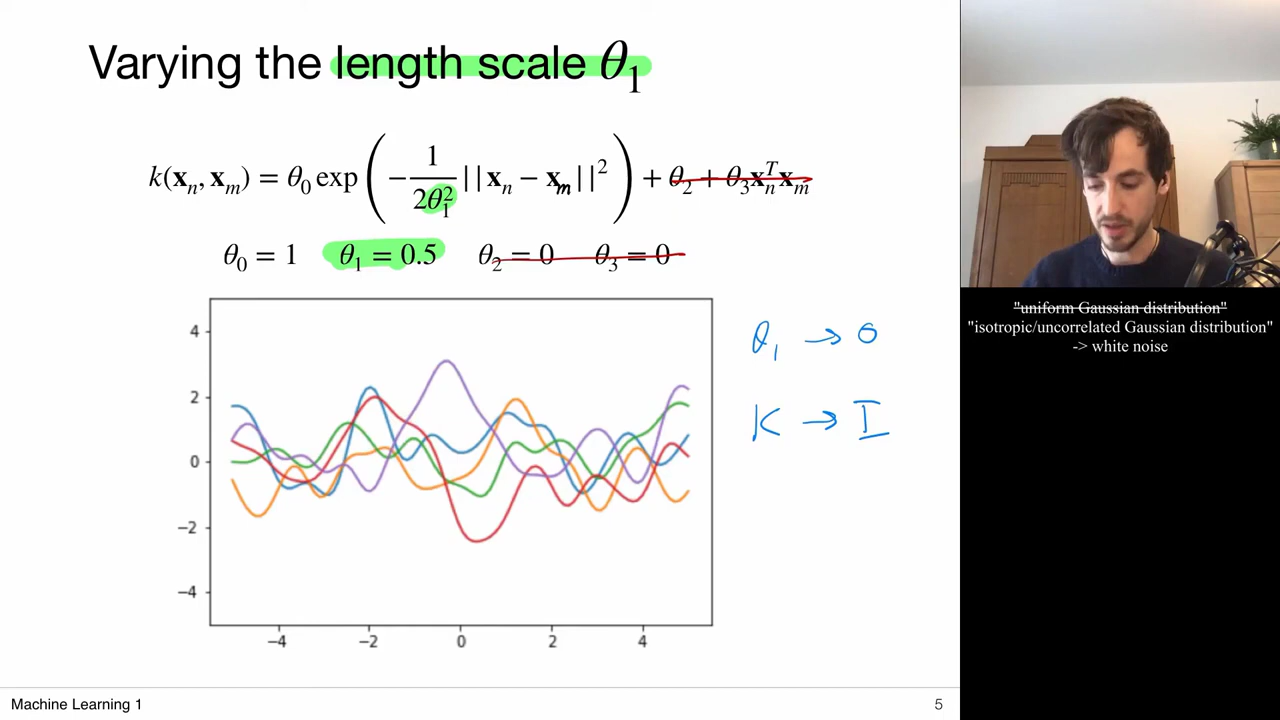 Varying the length scale θ₁
k(𝐱ₙ, 𝐱ₘ) = θ₀ exp(−1/(2θ₁²) ||𝐱ₙ − 𝐱ₘ||²) + θ₂ + θ₃𝐱ₙᵀ𝐱ₘ
θ₀ = 1 θ₁ = 0.5 θ₂ = 0 θ₃ = 0
4
2
0
−2
−4
−4 −2 0 2 4
θ₁ → 0
K → I
"uniform Gaussian distribution"
"isotropic/uncorrelated Gaussian distribution"
-> white noise
Machine Learning 1
5